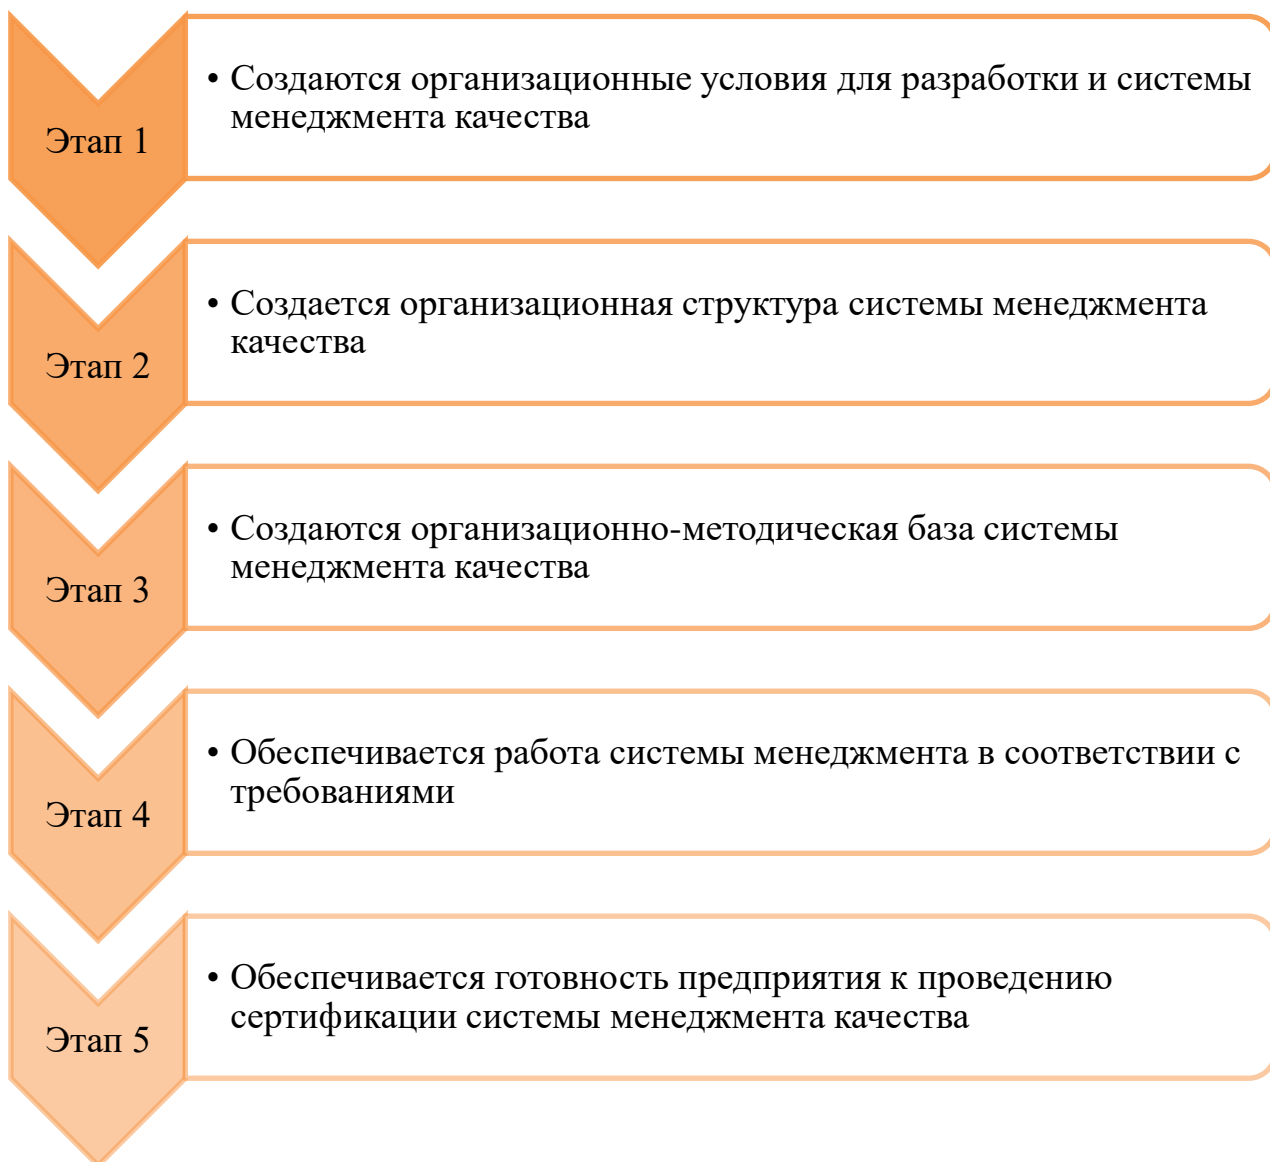 Этап 1
• Создаются организационные условия для разработки и системы
менеджмента качества
Этап 2
• Создается организационная структура системы менеджмента
качества
Этап 3
• Создаются организационно-методическая база системы
менеджмента качества
Этап 4
• Обеспечивается работа системы менеджмента в соответствии с
требованиями
Этап 5
• Обеспечивается готовность предприятия к проведению
сертификации системы менеджмента качества